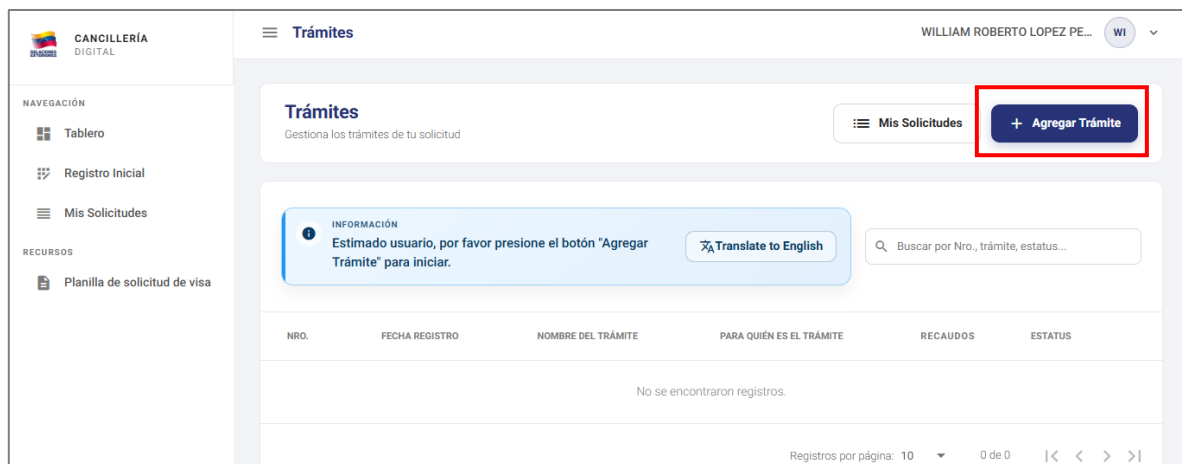 CANCILLERÍA
DIGITAL
RELACIONES
EXTERIORES
Trámites
WILLIAM ROBERTO LOPEZ PE...
WI
NAVEGACIÓN
Tablero
Registro Inicial
Mis Solicitudes
RECURSOS
Planilla de solicitud de visa
Trámites
Gestiona los trámites de tu solicitud
Mis Solicitudes
+ Agregar Trámite
INFORMACIÓN
Estimado usuario, por favor presione el botón "Agregar
Trámite" para iniciar.
Translate to English
Buscar por Nro., trámite, estatus...
NRO. FECHA REGISTRO NOMBRE DEL TRÁMITE PARA QUIÉN ES EL TRÁMITE RECAUDOS ESTATUS
No se encontraron registros.
Registros por página: 10 0 de 0